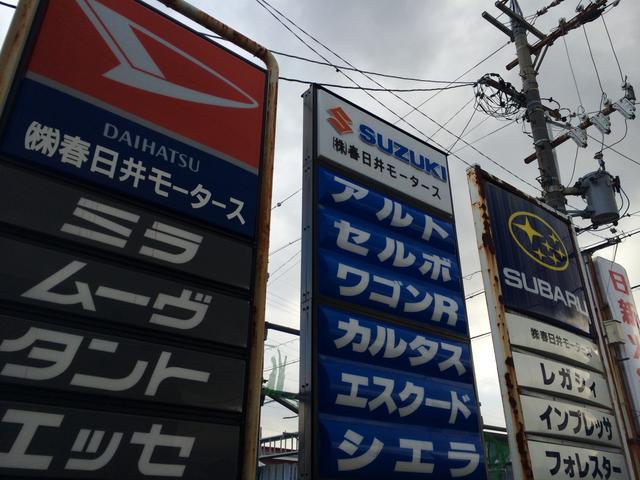 DAIHATSU
㈱春日井モータース
ミラ
ムーヴ
タント
エッセ
SUZUKI
㈱春日井モータース
アルト
セルボ
ワゴンR
カルタス
エスクード
シエラ
SUBARU
㈱春日井モータース
レガシィ
インプレッサ
フォレスター
日新火